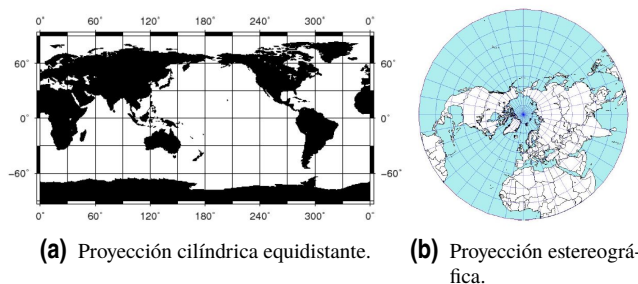 0° 60° 120° 180° 240° 300° 0°
60° 60°
0° 0°
−60° −60°
0° 60° 120° 180° 240° 300° 0°
(a) Proyección cilíndrica equidistante.
(b) Proyección estereográ-
fica.